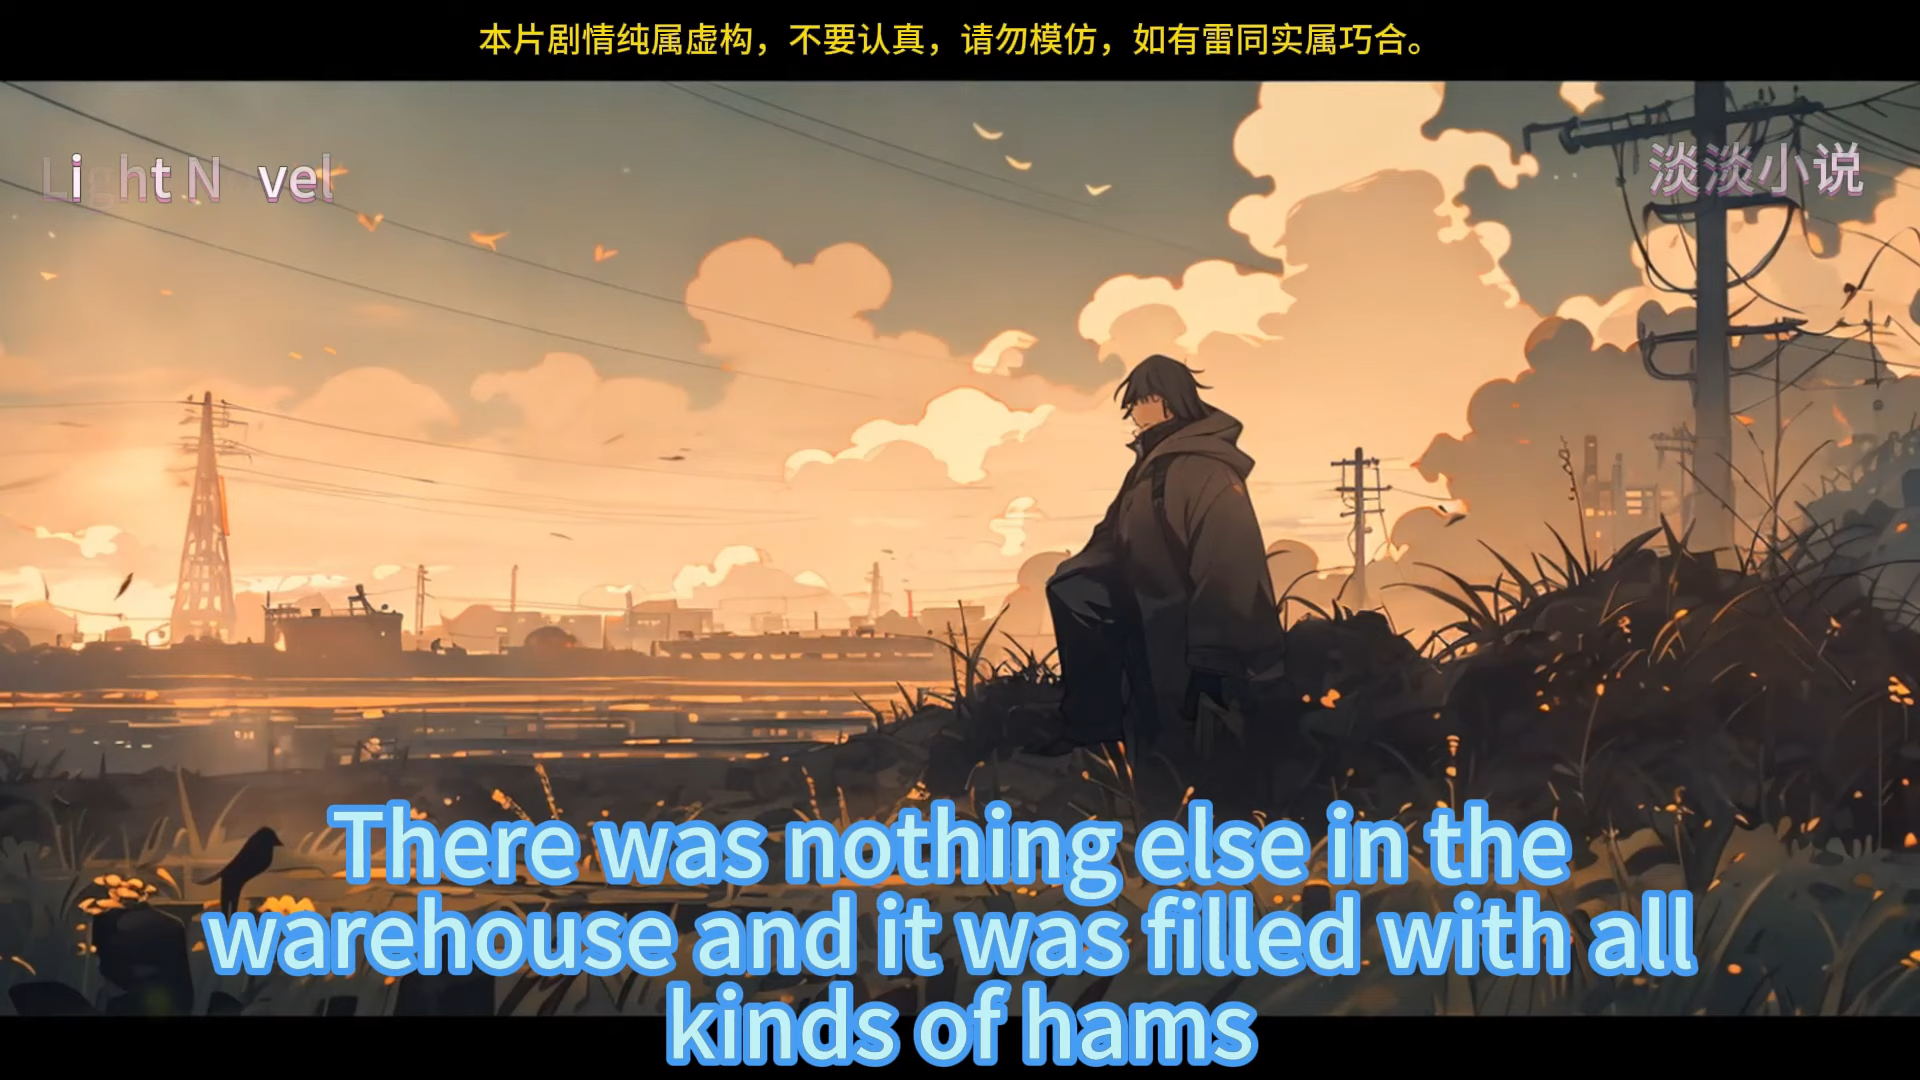 本片剧情纯属虚构，不要认真，请勿模仿，如有雷同实属巧合。
Light Novel
淡淡小说
There was nothing else in the
warehouse and it was filled with all
kinds of hams